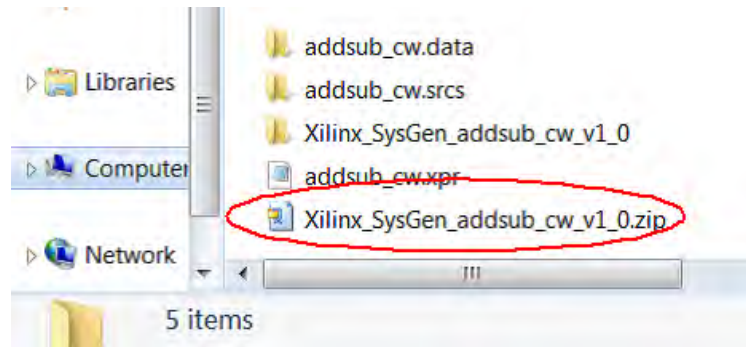 addsub_cw.data
Libraries
addsub_cw.srcs
Xilinx_SysGen_addsub_cw_v1_0
Computer
addsub_cw.xpr
Xilinx_SysGen_addsub_cw_v1_0.zip
Network
5 items